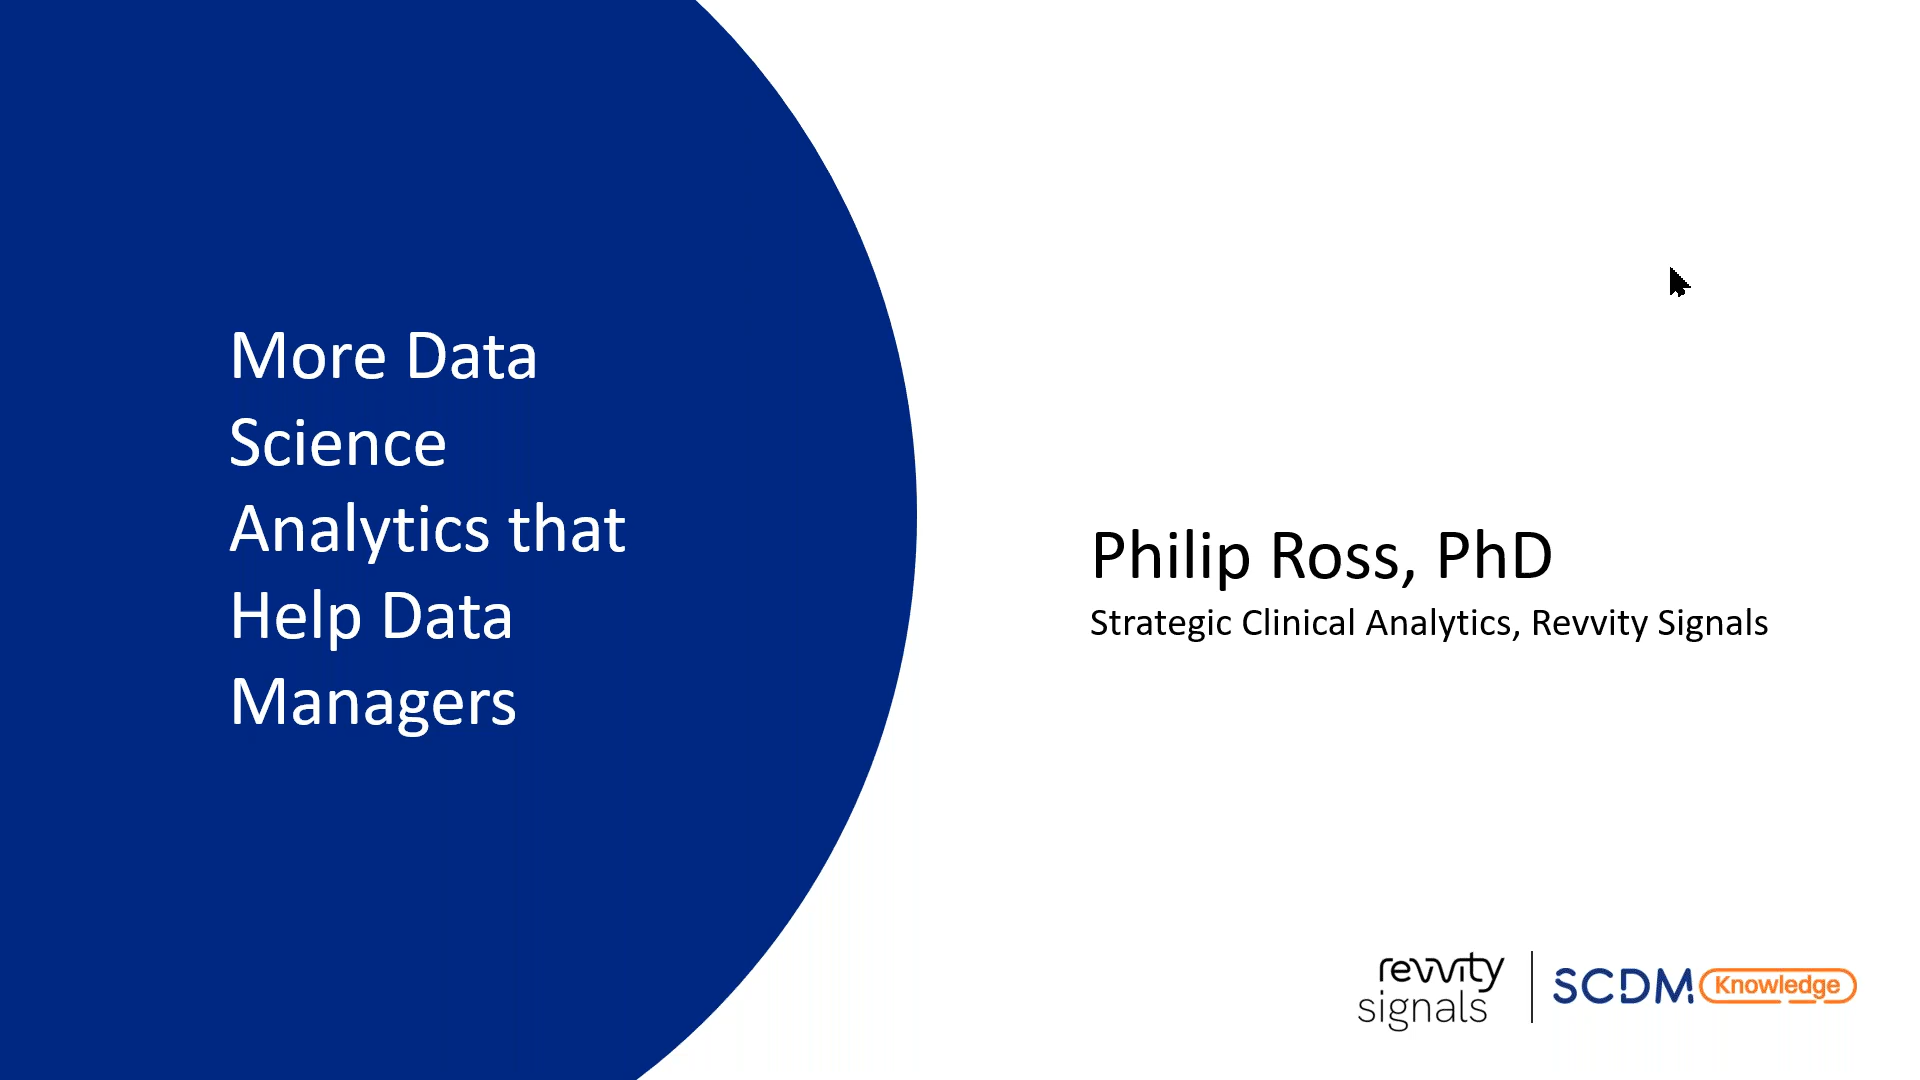 More Data
Science
Analytics that
Help Data
Managers
Philip Ross, PhD
Strategic Clinical Analytics, Revvity Signals
revvity
signals
SCDM Knowledge